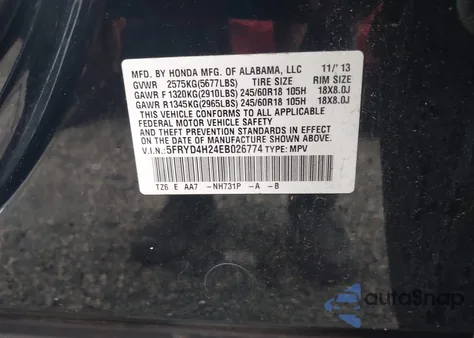 MFD. BY HONDA MFG. OF ALABAMA, LLC 11/'13
GVWR 2575KG(5677LBS) TIRE SIZE RIM SIZE
GAWR F 1320KG(2910LBS) 245/60R18 105H 18X8.0J
GAWR R 1345KG(2965LBS) 245/60R18 105H 18X8.0J
THIS VEHICLE CONFORMS TO ALL APPLICABLE
FEDERAL MOTOR VEHICLE SAFETY AND THEFT
PREVENTION STANDARDS IN EFFECT ON THE DATE
OF MANUFACTURE SHOWN ABOVE.
V.I.N.: 5FRYD4H24EB026774 TYPE: MPV
TZ6 E AA7 -NH731P -A -B
autoSnap